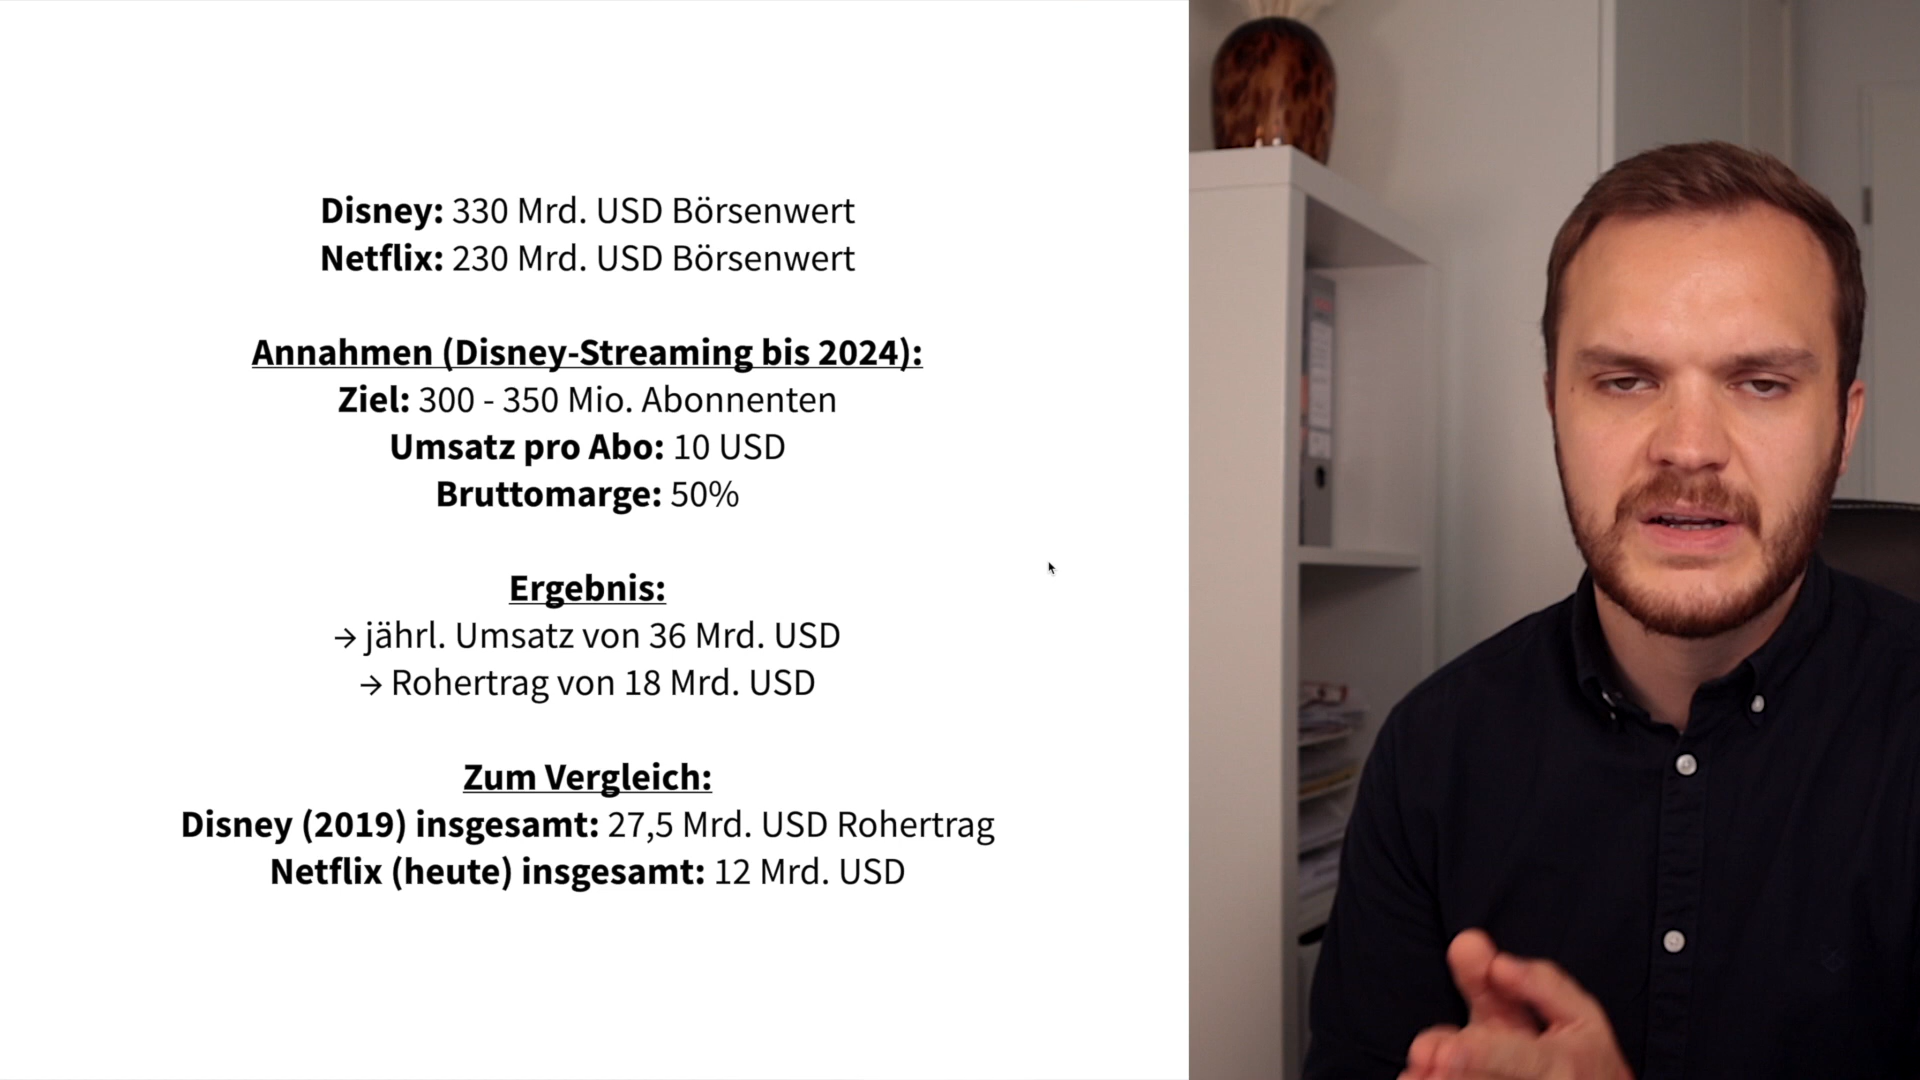 Disney: 330 Mrd. USD Börsenwert
Netflix: 230 Mrd. USD Börsenwert
Annahmen (Disney-Streaming bis 2024):
Ziel: 300 - 350 Mio. Abonnenten
Umsatz pro Abo: 10 USD
Bruttomarge: 50%
Ergebnis:
→ jährl. Umsatz von 36 Mrd. USD
→ Rohertrag von 18 Mrd. USD
Zum Vergleich:
Disney (2019) insgesamt: 27,5 Mrd. USD Rohertrag
Netflix (heute) insgesamt: 12 Mrd. USD